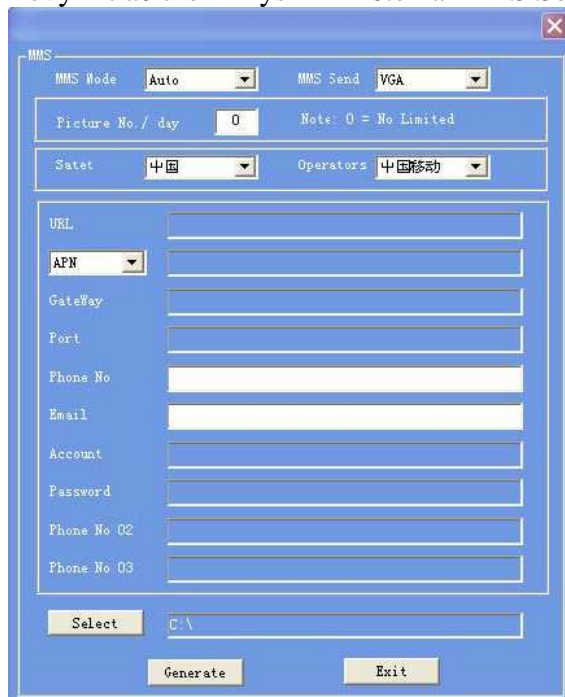 MMS
MMS Mode Auto MMS Send VGA
Picture No./ day 0 Note: 0 = No Limited
Satet 中国 Operators 中国移动
URL
APN
GateWay
Port
Phone No
Email
Account
Password
Phone No 02
Phone No 03
Select C:\
Generate Exit